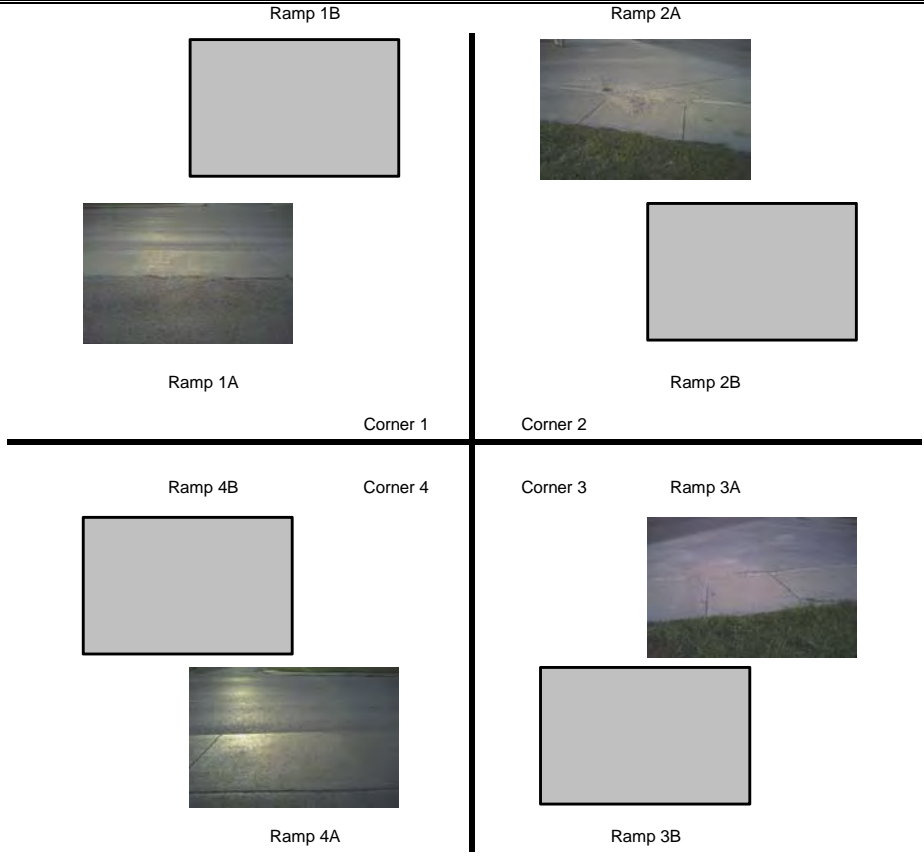 Ramp 1B Ramp 2A
Ramp 1A Ramp 2B
Corner 1 Corner 2
Ramp 4B Corner 4 Corner 3 Ramp 3A
Ramp 4A Ramp 3B